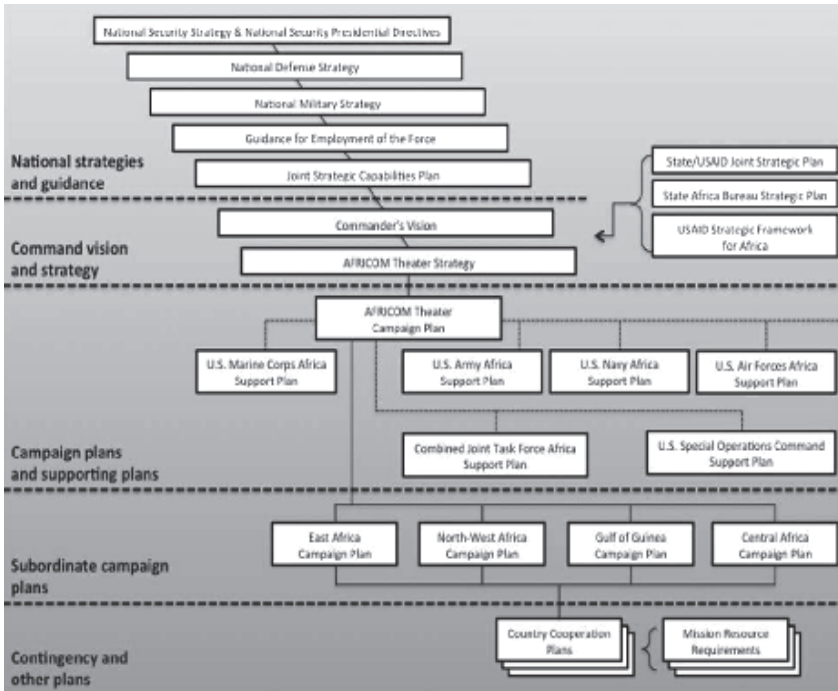 National Security Strategy & National Security Presidential Directives
National Defense Strategy
National Military Strategy
Guidance for Employment of the Force
Joint Strategic Capabilities Plan
National strategies
and guidance
State/USAID Joint Strategic Plan
State Africa Bureau Strategic Plan
USAID Strategic Framework
for Africa
Commander's Vision
AFRICOM Theater Strategy
Command vision
and strategy
AFRICOM Theater
Campaign Plan
U.S. Marine Corps Africa
Support Plan
U.S. Army Africa
Support Plan
U.S. Navy Africa
Support Plan
U.S. Air Forces Africa
Support Plan
Combined Joint Task Force Africa
Support Plan
U.S. Special Operations Command
Support Plan
Campaign plans
and supporting plans
East Africa
Campaign Plan
North-West Africa
Campaign Plan
Gulf of Guinea
Campaign Plan
Central Africa
Campaign Plan
Subordinate campaign
plans
Country Cooperation
Plans
Mission Resource
Requirements
Contingency and
other plans